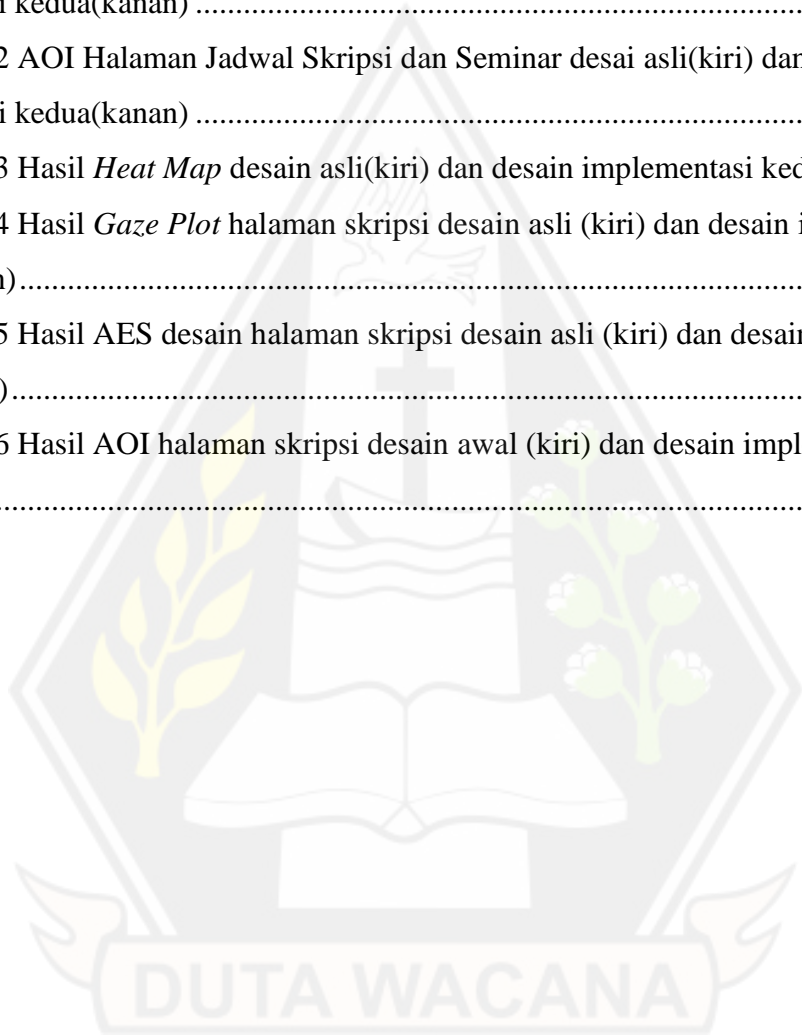 i kedua(kanan) ................................................................................
2 AOI Halaman Jadwal Skripsi dan Seminar desai asli(kiri) dan
i kedua(kanan) ................................................................................
3 Hasil Heat Map desain asli(kiri) dan desain implementasi ked
4 Hasil Gaze Plot halaman skripsi desain asli (kiri) dan desain i
n) ................................................................................
5 Hasil AES desain halaman skripsi desain asli (kiri) dan desain
) ................................................................................
6 Hasil AOI halaman skripsi desain awal (kiri) dan desain impl
................................................................................
DUTA WACANA